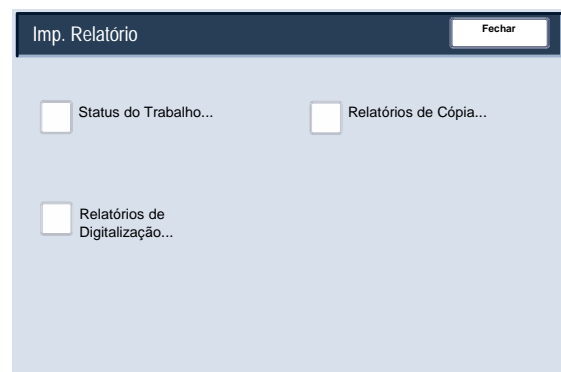 Imp. Relatório
Fechar
Status do Trabalho...
Relatórios de Cópia...
Relatórios de
Digitalização...